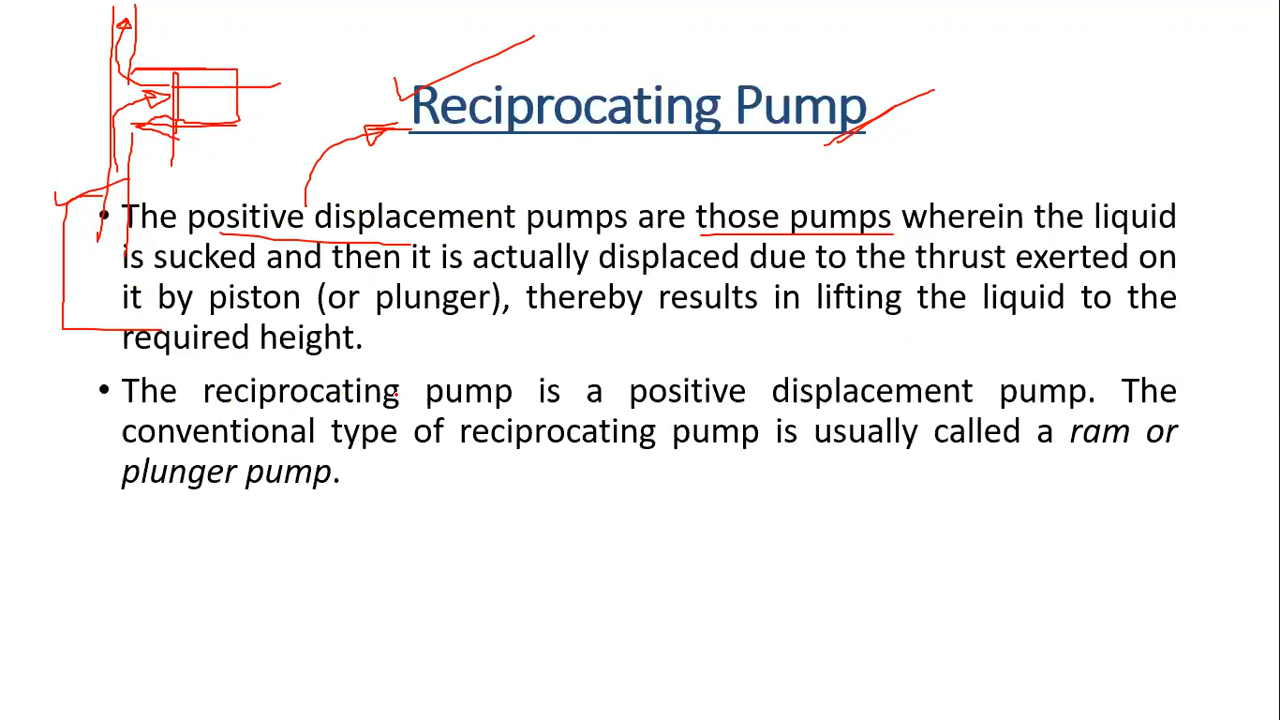 Reciprocating Pump
• The positive displacement pumps are those pumps wherein the liquid
is sucked and then it is actually displaced due to the thrust exerted on
it by piston (or plunger), thereby results in lifting the liquid to the
required height.
• The reciprocating pump is a positive displacement pump. The
conventional type of reciprocating pump is usually called a ram or
plunger pump.